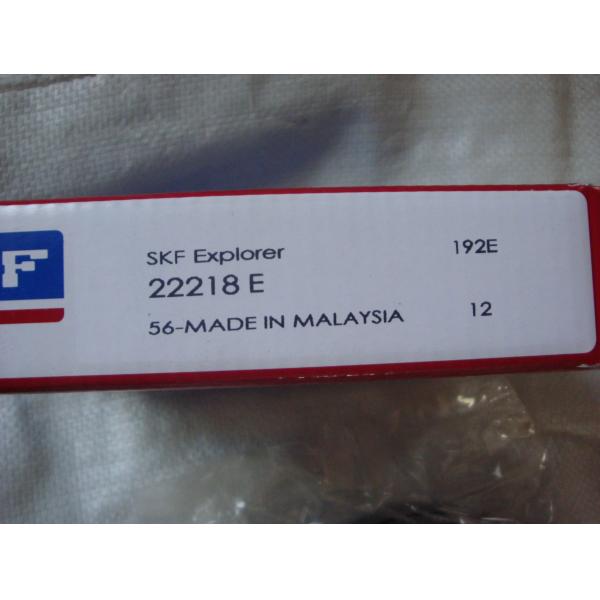 F
SKF Explorer 192E
22218 E
56-MADE IN MALAYSIA 12